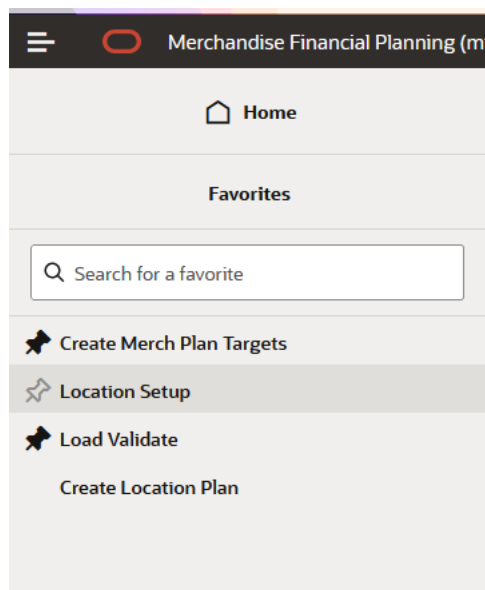 Merchandise Financial Planning (m
Home
Favorites
Search for a favorite
Create Merch Plan Targets
Location Setup
Load Validate
Create Location Plan